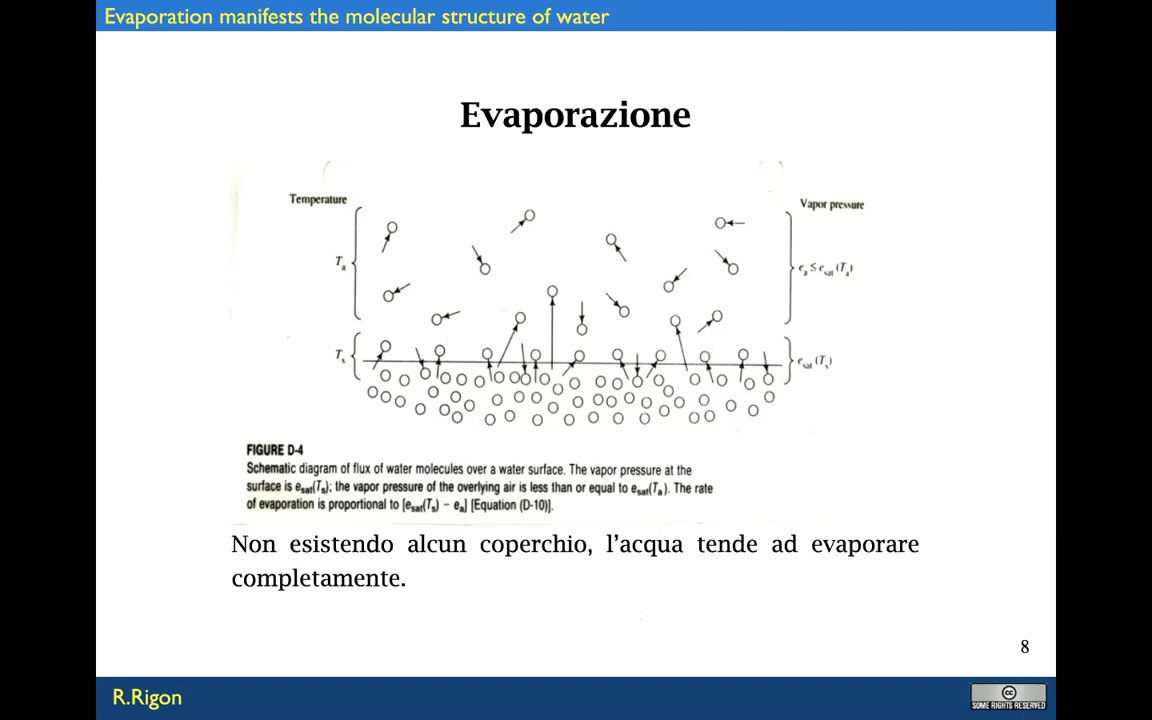 Evaporation manifests the molecular structure of water
Evaporazione
Temperature
Vapor pressure
Tₐ
eₐ ≤ eₛₐₜ(Tₐ)
Tₛ
eₛₐₜ(Tₛ)
FIGURE D-4
Schematic diagram of flux of water molecules over a water surface. The vapor pressure at the
surface is eₛₐₜ(Tₛ); the vapor pressure of the overlying air is less than or equal to eₛₐₜ(Tₐ). The rate
of evaporation is proportional to [eₛₐₜ(Tₛ) − eₐ] [Equation (D-10)].
Non esistendo alcun coperchio, l’acqua tende ad evaporare
completamente.
8
R.Rigon
cc
SOME RIGHTS RESERVED